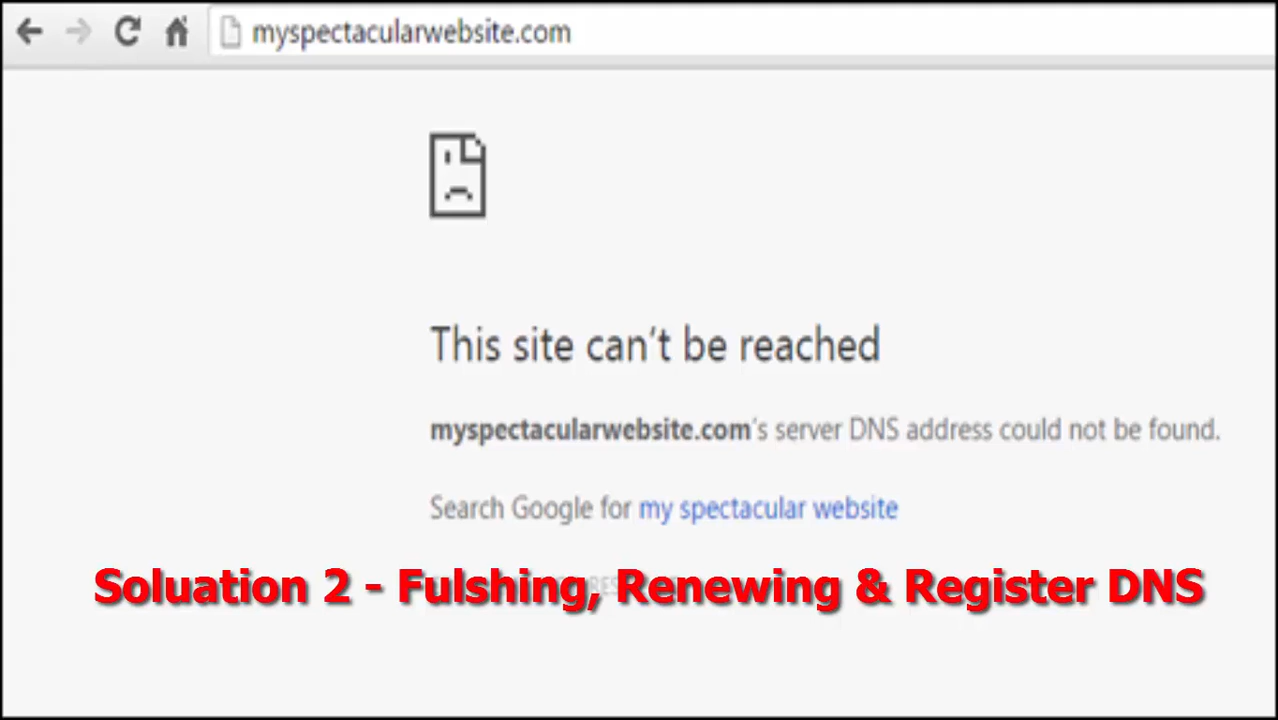 myspectacularwebsite.com
This site can't be reached
myspectacularwebsite.com's server DNS address could not be found.
Search Google for my spectacular website
Soluation 2 - Fulshing, Renewing & Register DNS